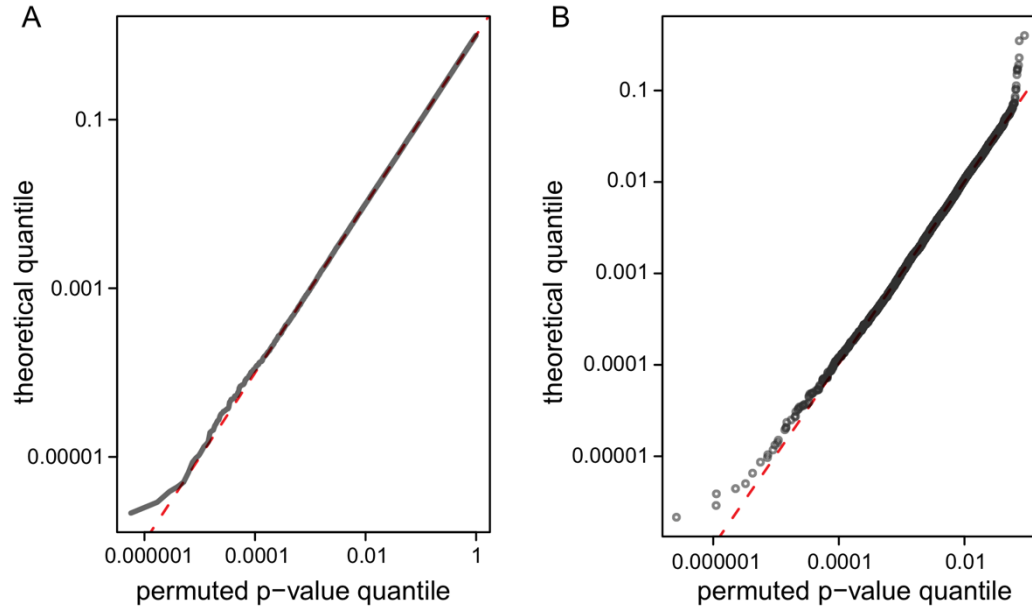 A
theoretical quantile
0.1
0.001
0.00001
0.000001
0.0001
0.01
1
permuted p−value quantile
B
theoretical quantile
0.1
0.01
0.001
0.0001
0.00001
0.000001
0.0001
0.01
permuted p−value quantile